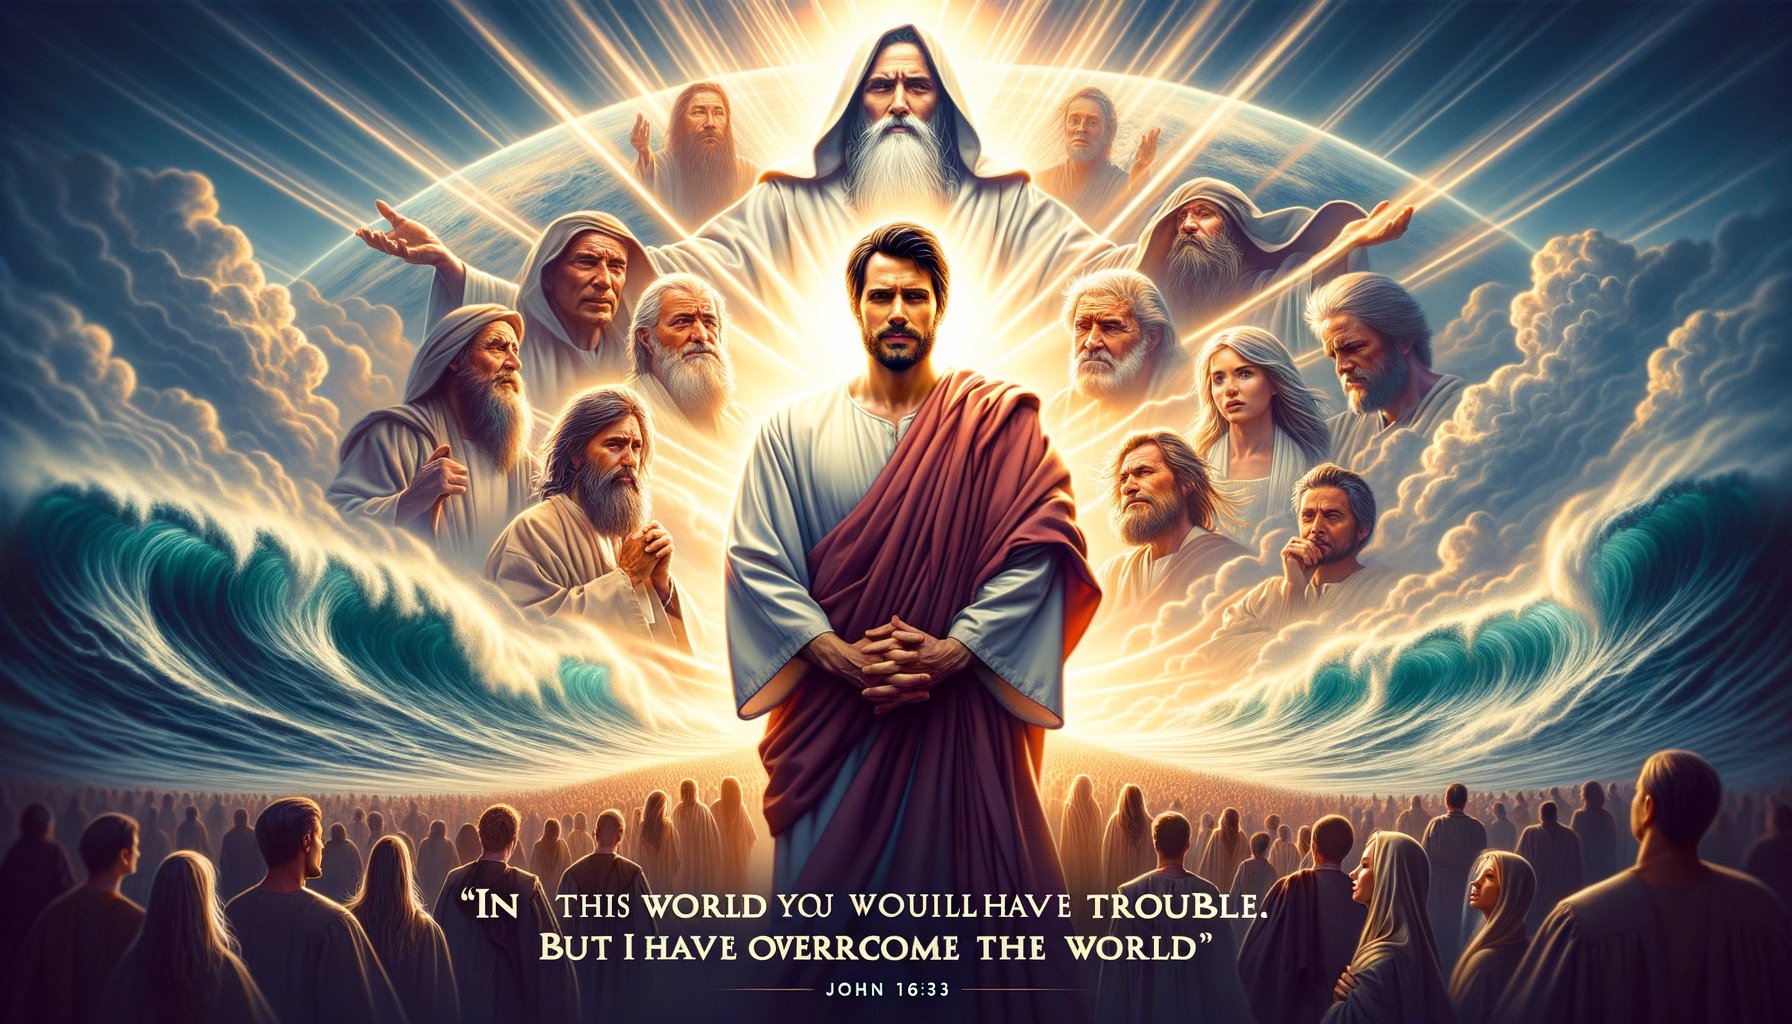 “IN THIS WORLD YOU WOUILLHAVE TROUBLE.
BUT I HAVE OVERRCOME THE WORLD”
JOHN 16:33